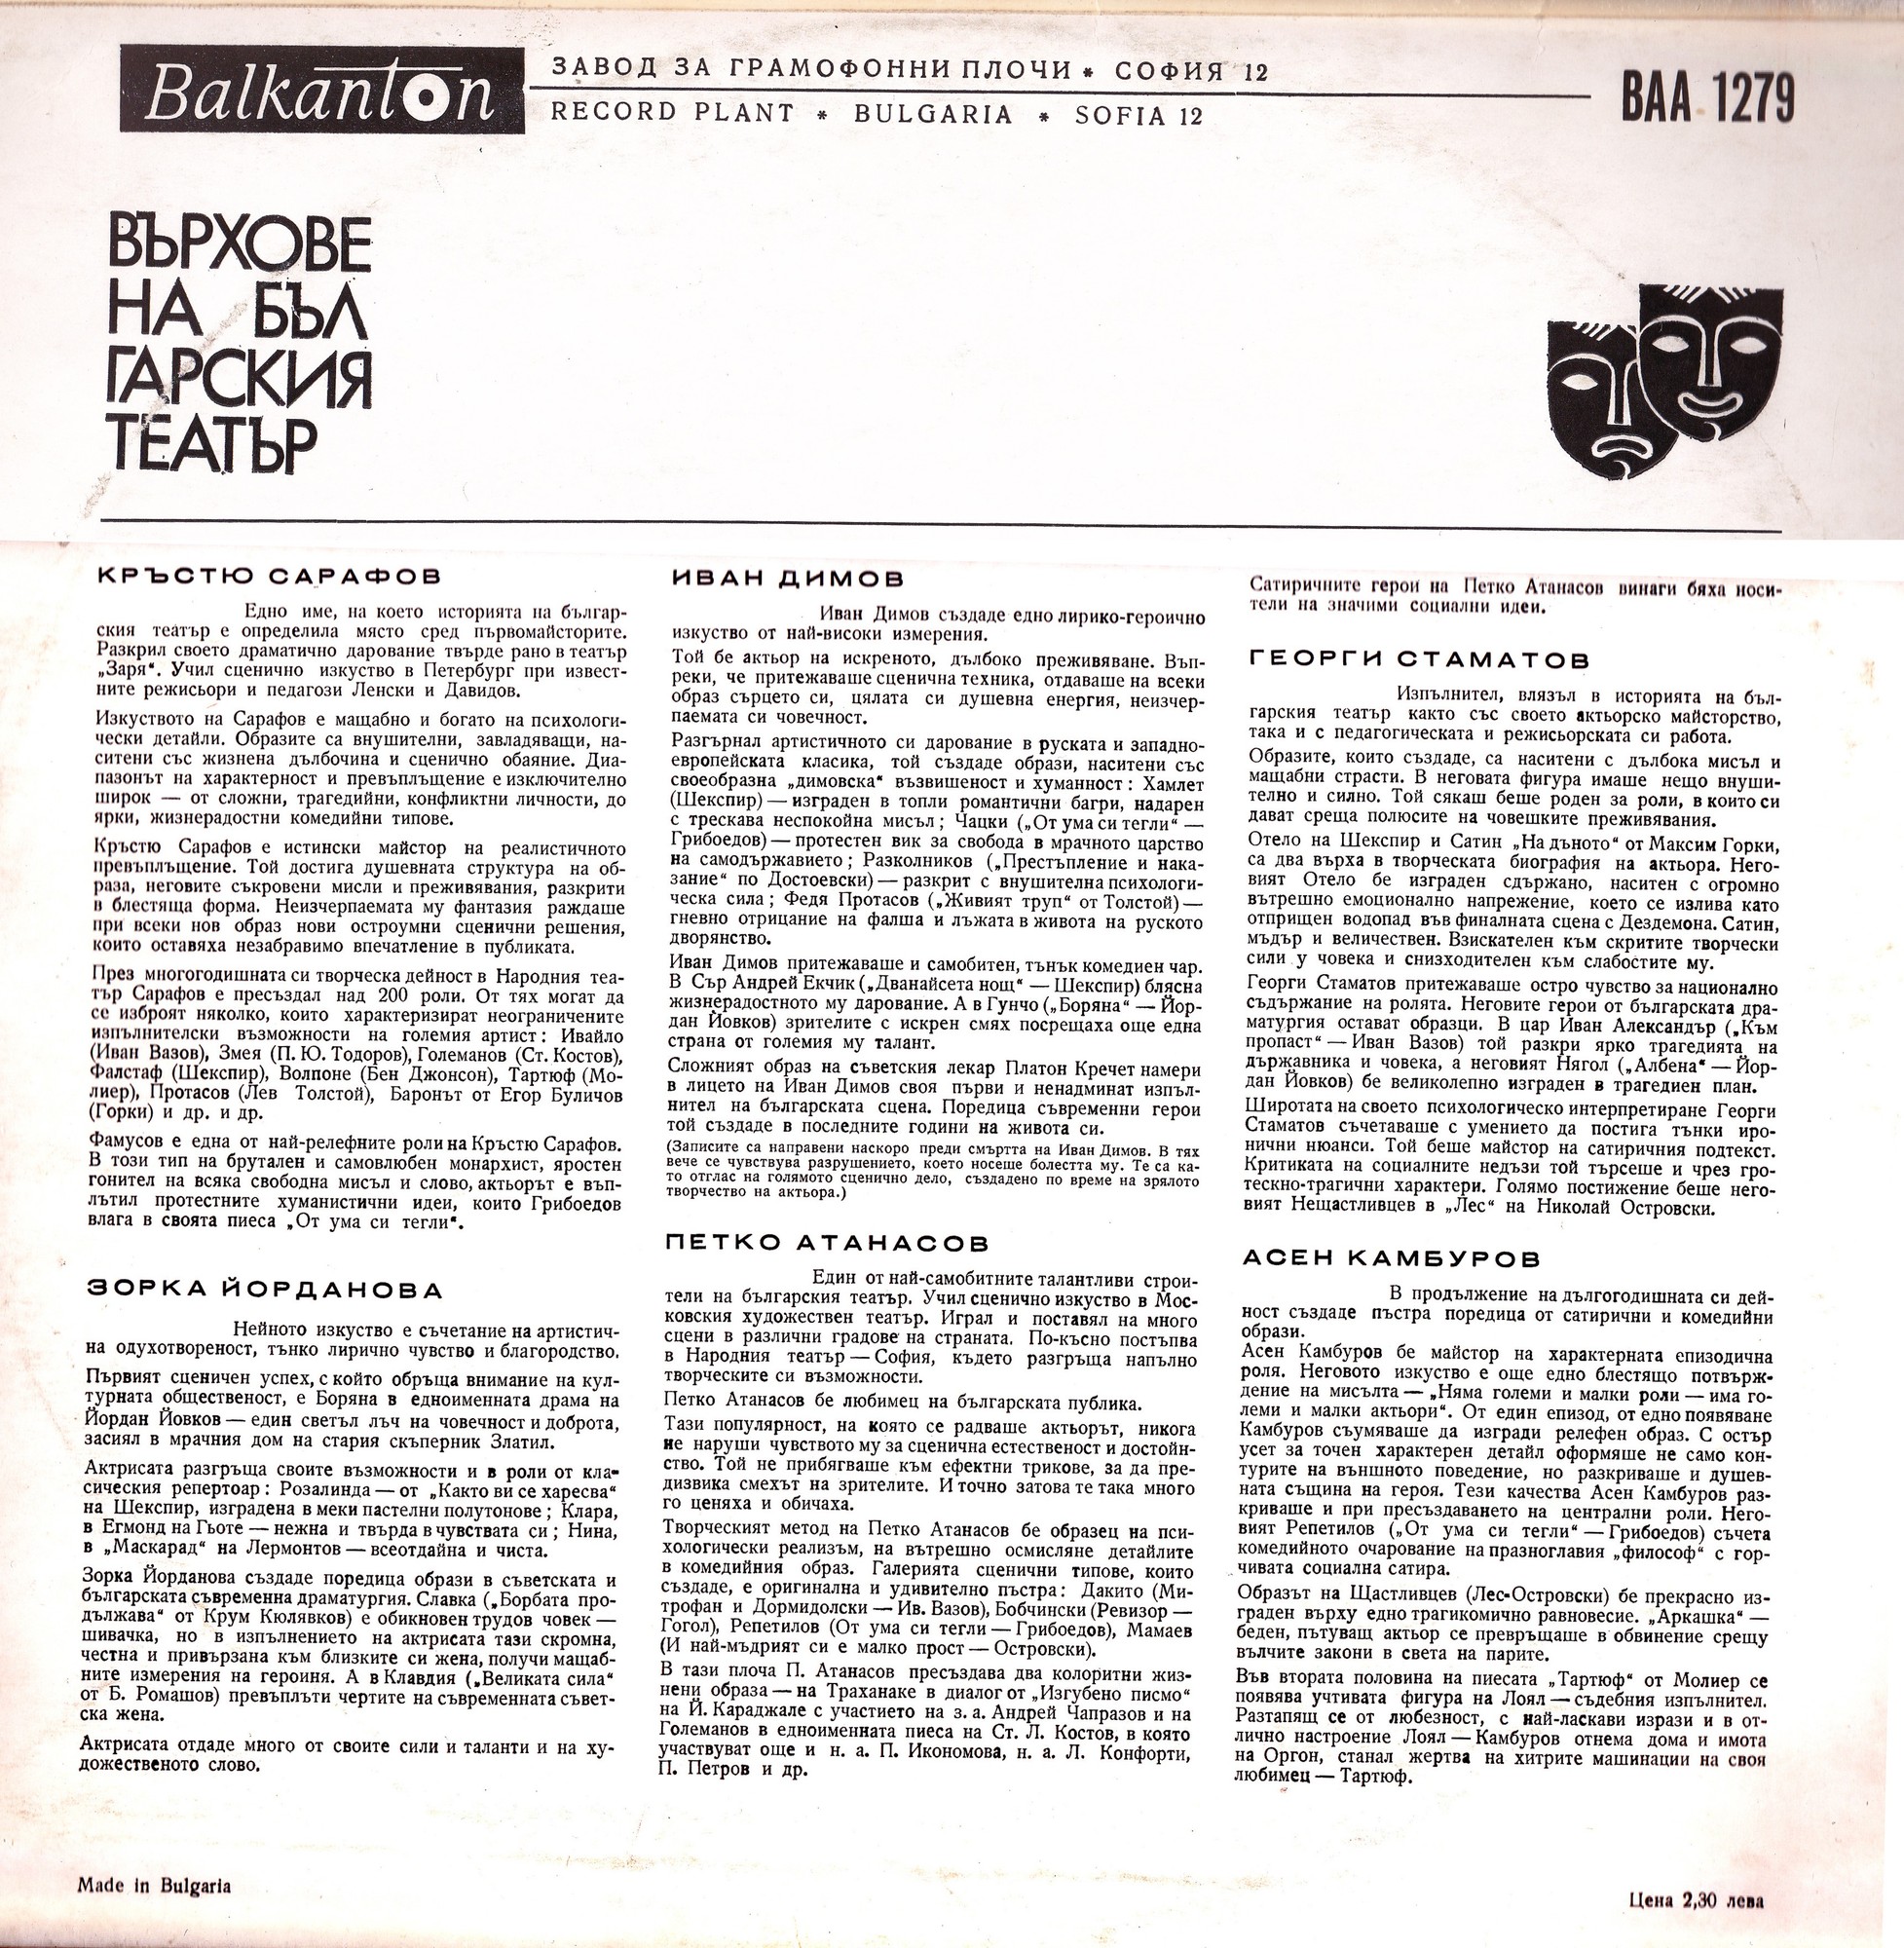 Balkanton
ЗАВОД ЗА ГРАМОФОННИ ПЛОЧИ * СОФИЯ 12
RECORD PLANT * BULGARIA * SOFIA 12
ВАА 1279
ВЪРХОВЕ
НА БЪЛ
ГАРСКИЯ
ТЕАТЪР
КРЪСТЮ САРАФОВ
Едно име, на което историята на българ-
ския театър е определила място сред първомайсторите.
Разкрил своето драматично дарование твърде рано в театър
„Заря“. Учил сценично изкуство в Петербург при извест-
ните режисьори и педагози Ленски и Давидов.
Изкуството на Сарафов е мащабно и богато на психологи-
чески детайли. Образите са внушителни, завладяващи, на-
ситени със жизнена дълбочина и сценично обаяние. Диа-
пазонът на характерност и превъплъщение е изключително
широк — от сложни, трагедийни, конфликтни личности, до
ярки, жизнерадостни комедийни типове.
Кръстю Сарафов е истински майстор на реалистичното
превъплъщение. Той достига душевната структура на об-
раза, неговите съкровени мисли и преживявания, разкрити
в блестяща форма. Неизчерпаемата му фантазия раждаше
при всеки нов образ нови остроумни сценични решения,
които оставяха незабравимо впечатление в публиката.
През многогодишната си творческа дейност в Народния теа-
тър Сарафов е пресъздал над 200 роли. От тях могат да
се изброят няколко, които характеризират неограничените
изпълнителски възможности на големия артист: Ивайло
(Иван Вазов), Змея (П. Ю. Тодоров), Големанов (Ст. Костов),
Фалстаф (Шекспир), Волпоне (Бен Джонсон), Тартюф (Мо-
лиер), Протасов (Лев Толстой), Баронът от Егор Буличов
(Горки) и др. и др.
Фамусов е една от най-релефните роли на Кръстю Сарафов.
В този тип на брутален и самовлюбен монархист, яростен
гонител на всяка свободна мисъл и слово, актьорът е въп-
лътил протестните хуманистични идеи, които Грибоедов
влага в своята пиеса „От ума си тегли“.
ЗОРКА ЙОРДАНОВА
Нейното изкуство е съчетание на артистич-
на одухотвореност, тънко лирично чувство и благородство.
Първият сценичен успех, с който обръща внимание на кул-
турната общественост, е Боряна в едноименната драма на
Йордан Йовков — един светъл лъч на човечност и доброта,
засиял в мрачния дом на стария скъперник Златил.
Актрисата разгръща своите възможности и в роли от кла-
сическия репертоар: Розалинда — от „Както ви се харесва“
на Шекспир, изградена в меки пастелни полутонове; Клара,
в Егмонд на Гьоте — нежна и твърда в чувствата си; Нина,
в „Маскарад“ на Лермонтов — всеотдайна и чиста.
Зорка Йорданова създаде поредица образи в съветската и
българската съвременна драматургия. Славка („Борбата про-
дължава“ от Крум Кюлявков) е обикновен трудов човек —
шивачка, но в изпълнението на актрисата тази скромна,
честна и привързана към близките си жена, получи мащаб-
ните измерения на героиня. А в Клавдия („Великата сила“
от Б. Ромашов) превъплъти чертите на съвременната съвет-
ска жена.
Актрисата отдаде много от своите сили и таланти и на ху-
дожественото слово.
Made in Bulgaria
ИВАН ДИМОВ
Иван Димов създаде едно лирико-героично
изкуство от най-високи измерения.
Той бе актьор на искреното, дълбоко преживяване. Въп-
реки, че притежаваше сценична техника, отдаваше на всеки
образ сърцето си, цялата си душевна енергия, неизчер-
паемата си човечност.
Разгърнал артистичното си дарование в руската и западно-
европейската класика, той създаде образи, наситени със
своеобразна „димовска“ възвишеност и хуманност: Хамлет
(Шекспир) — изграден в топли романтични багри, надарен
с трескава неспокойна мисъл; Чацки („От ума си тегли“ —
Грибоедов) — протестен вик за свобода в мрачното царство
на самодържавието; Разколников („Престъпление и нака-
зание“ по Достоевски) — разкрит с внушителна психологи-
ческа сила; Федя Протасов („Живият труп“ от Толстой) —
гневно отрицание на фалша и лъжата в живота на руското
дворянство.
Иван Димов притежаваше и самобитен, тънък комедиен чар.
В Сър Андрей Екчик („Дванайсета нощ“ — Шекспир) блясна
жизнерадостното му дарование. А в Гунчо („Боряна“ — Йор-
дан Йовков) зрителите с искрен смях посрещаха още една
страна от големия му талант.
Сложният образ на съветския лекар Платон Кречет намери
в лицето на Иван Димов своя първи и ненадминат изпъл-
нител на българската сцена. Поредица съвременни герои
той създаде в последните години на живота си.
(Записите са направени наскоро преди смъртта на Иван Димов. В тях
вече се чувствува разрушението, което носеше болестта му. Те са ка-
то отглас на голямото сценично дело, създадено по време на зрялото
творчество на актьора.)
ПЕТКО АТАНАСОВ
Един от най-самобитните талантливи строи-
тели на българския театър. Учил сценично изкуство в Мос-
ковския художествен театър. Играл и поставял на много
сцени в различни градове на страната. По-късно постъпва
в Народния театър — София, където разгръща напълно
творческите си възможности.
Петко Атанасов бе любимец на българската публика.
Тази популярност, на която се радваше актьорът, никога
не наруши чувството му за сценична естественост и достойн-
ство. Той не прибягваше към ефектни трикове, за да пре-
дизвика смехът на зрителите. И точно затова те така много
го ценяха и обичаха.
Творческият метод на Петко Атанасов бе образец на пси-
хологически реализъм, на вътрешно осмисляне детайлите
в комедийния образ. Галерията сценични типове, които
създаде, е оригинална и удивително пъстра: Дакито (Ми-
трофан и Дормидолски — Ив. Вазов), Бобчински (Ревизор —
Гогол), Репетилов (От ума си тегли — Грибоедов), Мамаев
(И най-мъдрият си е малко прост — Островски).
В тази плоча П. Атанасов пресъздава два колоритни жиз-
нени образа — на Траханаке в диалог от „Изгубено писмо“
на Й. Караджале с участието на з. а. Андрей Чапразов и на
Големанов в едноименната пиеса на Ст. Л. Костов, в която
участвуват още и н. а. П. Икономова, н. а. Л. Конфорти,
П. Петров и др.
Сатиричните герои на Петко Атанасов винаги бяха носи-
тели на значими социални идеи.
ГЕОРГИ СТАМАТОВ
Изпълнител, влязъл в историята на бъл-
гарския театър както със своето актьорско майсторство,
така и с педагогическата и режисьорската си работа.
Образите, които създаде, са наситени с дълбока мисъл и
мащабни страсти. В неговата фигура имаше нещо внуши-
телно и силно. Той сякаш беше роден за роли, в които си
дават среща полюсите на човешките преживявания.
Отело на Шекспир и Сатин „На дъното“ от Максим Горки,
са два върха в творческата биография на актьора. Него-
вият Отело бе изграден сдържано, наситен с огромно
вътрешно емоционално напрежение, което се излива като
отприщен водопад във финалната сцена с Дездемона. Сатин,
мъдър и величествен. Взискателен към скритите творчески
сили у човека и снизходителен към слабостите му.
Георги Стаматов притежаваше остро чувство за национално
съдържание на ролята. Неговите герои от българската дра-
матургия остават образци. В цар Иван Александър („Към
пропаст“ — Иван Вазов) той разкри ярко трагедията на
държавника и човека, а неговият Нягол („Албена“ — Йор-
дан Йовков) бе великолепно изграден в трагедиен план.
Широтата на своето психологическо интерпретиране Георги
Стаматов съчетаваше с умението да постига тънки иро-
нични нюанси. Той беше майстор на сатиричния подтекст.
Критиката на социалните недъзи той търсеше и чрез гро-
тескно-трагични характери. Голямо постижение беше него-
вият Нещастливцев в „Лес“ на Николай Островски.
АСЕН КАМБУРОВ
В продължение на дългогодишната си дей-
ност създаде пъстра поредица от сатирични и комедийни
образи.
Асен Камбуров бе майстор на характерната епизодична
роля. Неговото изкуство е още едно блестящо потвърж-
дение на мисълта — „Няма големи и малки роли — има го-
леми и малки актьори“. От един епизод, от едно появяване
Камбуров съумяваше да изгради релефен образ. С остър
усет за точен характерен детайл оформяше не само кон-
турите на външното поведение, но разкриваше и душев-
ната същина на героя. Тези качества Асен Камбуров раз-
криваше и при пресъздаването на централни роли. Него-
вият Репетилов („От ума си тегли“ — Грибоедов) съчета
комедийното очарование на празноглавия „философ“ с гор-
чивата социална сатира.
Образът на Щастливцев (Лес-Островски) бе прекрасно из-
граден върху едно трагикомично равновесие. „Аркашка“ —
беден, пътуващ актьор се превръщаше в обвинение срещу
вълчите закони в света на парите.
Във втората половина на пиесата „Тартюф“ от Молиер се
появява учтивата фигура на Лоял — съдебния изпълнител.
Разтапящ се от любезност, с най-ласкави изрази и в от-
лично настроение Лоял — Камбуров отнема дома и имота
на Оргон, станал жертва на хитрите машинации на своя
любимец — Тартюф.
Цена 2,30 лева